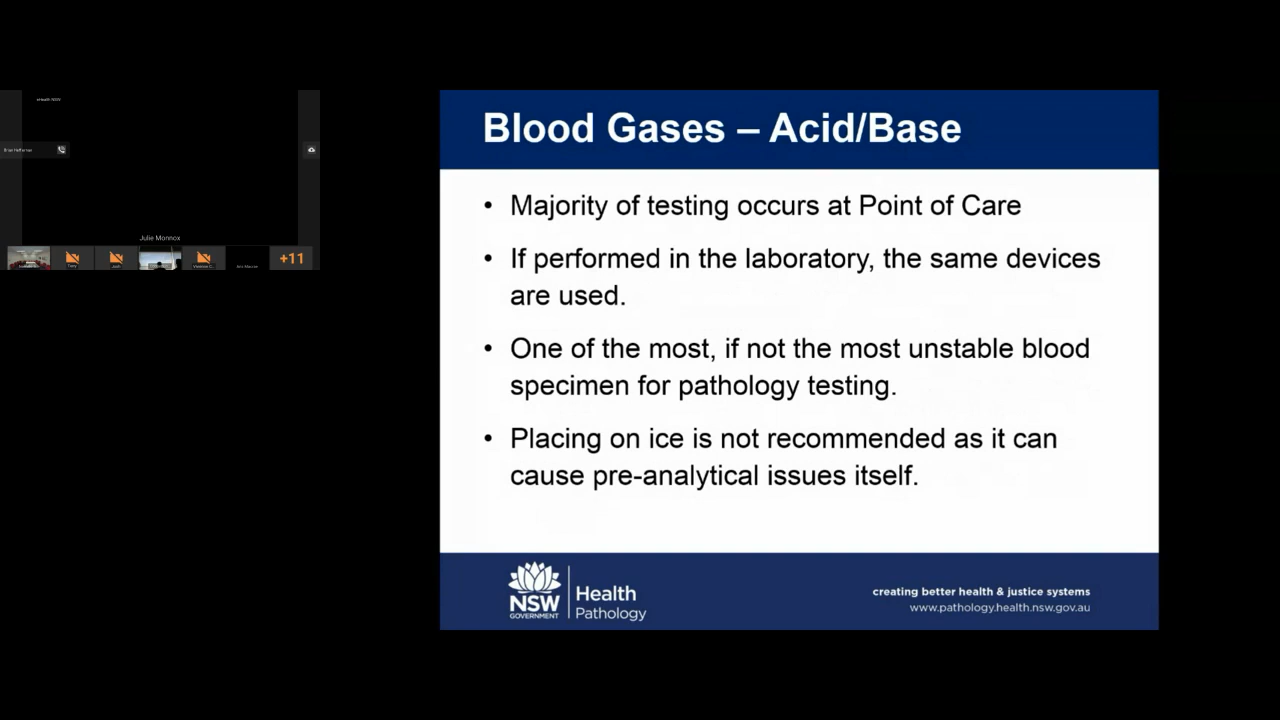 eHealth NSW
Julie Monnox
+11
Blood Gases – Acid/Base
• Majority of testing occurs at Point of Care
• If performed in the laboratory, the same devices
are used.
• One of the most, if not the most unstable blood
specimen for pathology testing.
• Placing on ice is not recommended as it can
cause pre-analytical issues itself.
NSW
GOVERNMENT
Health
Pathology
creating better health & justice systems
www.pathology.health.nsw.gov.au